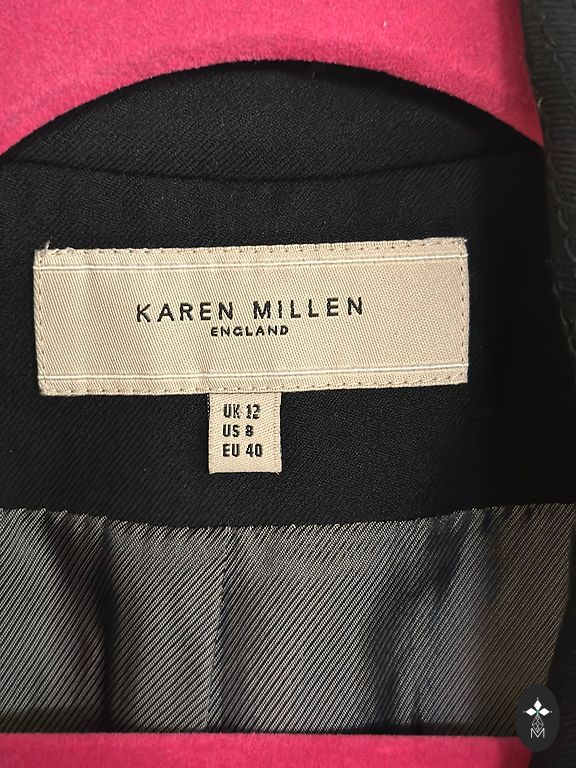 KAREN MILLEN
ENGLAND
UK 12
US 8
EU 40
M